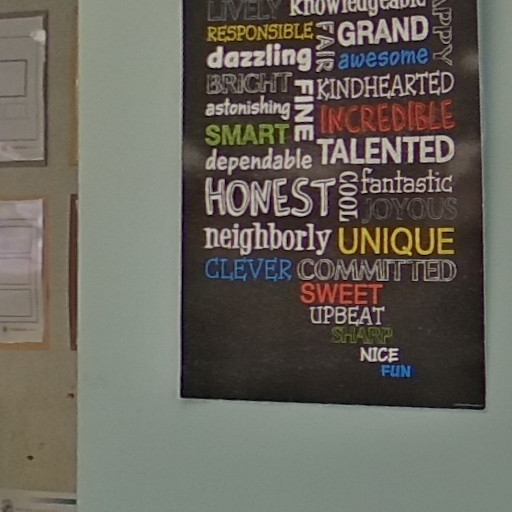 LIVELY knowledgeable
HAPPY
RESPONSIBLE FAIR GRAND
dazzling awesome
BRIGHT FINE KINDHEARTED
astonishing INCREDIBLE
SMART TALENTED
dependable
HONEST COOL fantastic
JOYOUS
neighborly UNIQUE
CLEVER COMMITTED
SWEET
UPBEAT
SHARP
NICE
FUN